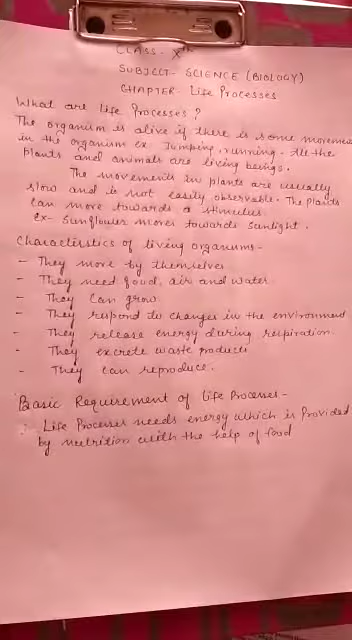 CLASS - Xth
SUBJECT - SCIENCE (BIOLOGY)
CHAPTER - Life Processes
What are Life Processes?
The organism is alive if there is some movement
in the organism ex Jumping, running. All the
plants and animals are living beings.
The movements in plants are usually
slow and is not easily observable. The plants
can move towards a stimulus.
Ex - Sunflower moves towards sunlight.
Characteristics of living organisms -
- They move by themselves
- They need food, air and water
- They can grow
- They respond to changes in the environment
- They release energy during respiration.
- They excrete waste products
- They can reproduce.
Basic Requirement of Life Processes -
∴ Life Processes needs energy which is Provided
by nutrition with the help of food